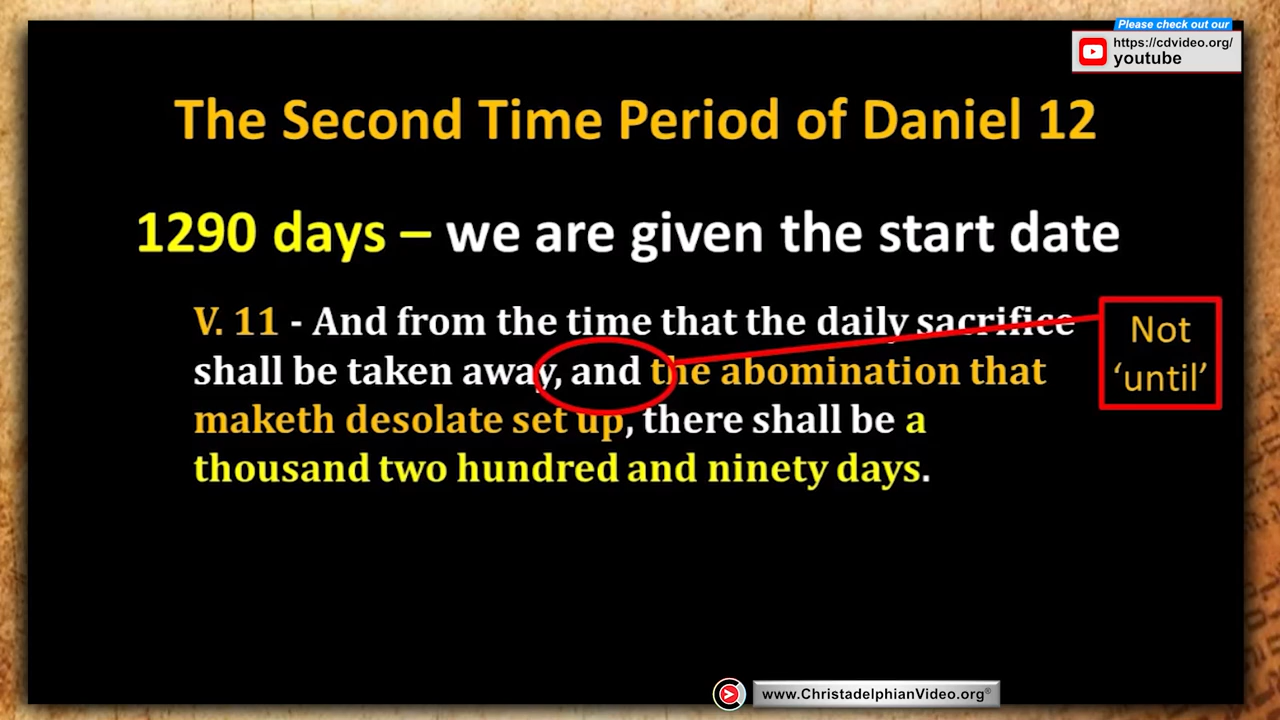 Please check out our
https://cdvideo.org/
youtube
The Second Time Period of Daniel 12
1290 days – we are given the start date
V. 11 - And from the time that the daily sacrifice
shall be taken away, and the abomination that
maketh desolate set up, there shall be a
thousand two hundred and ninety days.
Not
‘until’
www.ChristadelphianVideo.org®